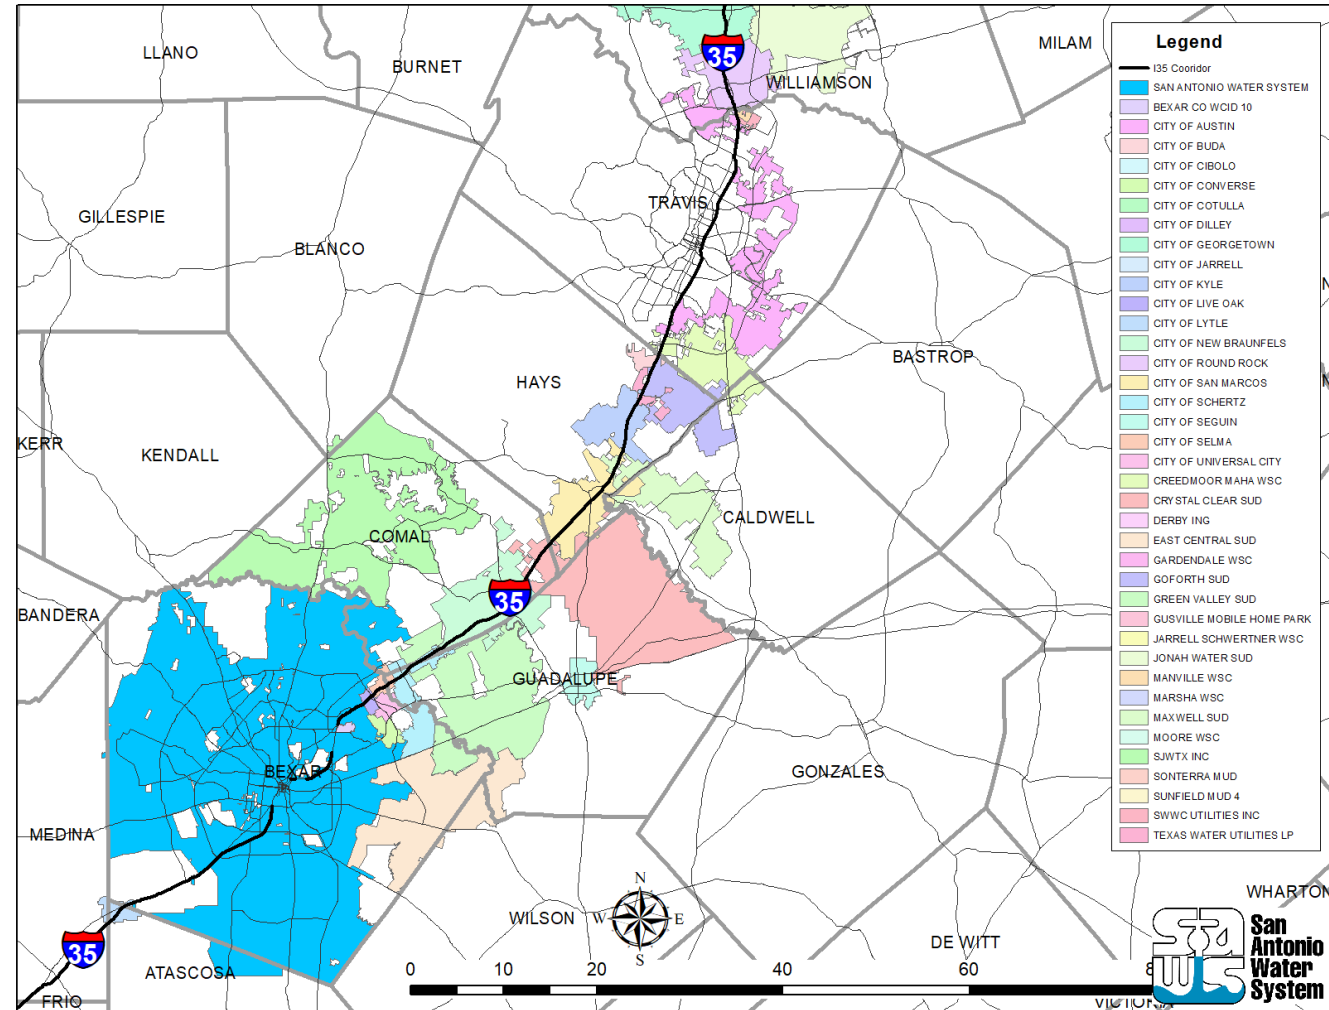 LLANO
BURNET
35
WILLIAMSON
MILAM
GILLESPIE
BLANCO
TRAVIS
BASTROP
HAYS
KERR
KENDALL
COMAL
CALDWELL
35
BANDERA
GUADALUPE
BEXAR
GONZALES
MEDINA
WILSON
DE WITT
WHARTON
35
ATASCOSA
FRIO
VICTORIA
N
W E
S
0 10 20 40 60
Legend
I35 Cooridor
SAN ANTONIO WATER SYSTEM
BEXAR CO WCID 10
CITY OF AUSTIN
CITY OF BUDA
CITY OF CIBOLO
CITY OF CONVERSE
CITY OF COTULLA
CITY OF DILLEY
CITY OF GEORGETOWN
CITY OF JARRELL
CITY OF KYLE
CITY OF LIVE OAK
CITY OF LYTLE
CITY OF NEW BRAUNFELS
CITY OF ROUND ROCK
CITY OF SAN MARCOS
CITY OF SCHERTZ
CITY OF SEGUIN
CITY OF SELMA
CITY OF UNIVERSAL CITY
CREEDMOOR MAHA WSC
CRYSTAL CLEAR SUD
DERBY ING
EAST CENTRAL SUD
GARDENDALE WSC
GOFORTH SUD
GREEN VALLEY SUD
GUSVILLE MOBILE HOME PARK
JARRELL SCHWERTNER WSC
JONAH WATER SUD
MANVILLE WSC
MARSHA WSC
MAXWELL SUD
MOORE WSC
SJWTX INC
SONTERRA MUD
SUNFIELD MUD 4
SWWC UTILITIES INC
TEXAS WATER UTILITIES LP
San
Antonio
Water
System